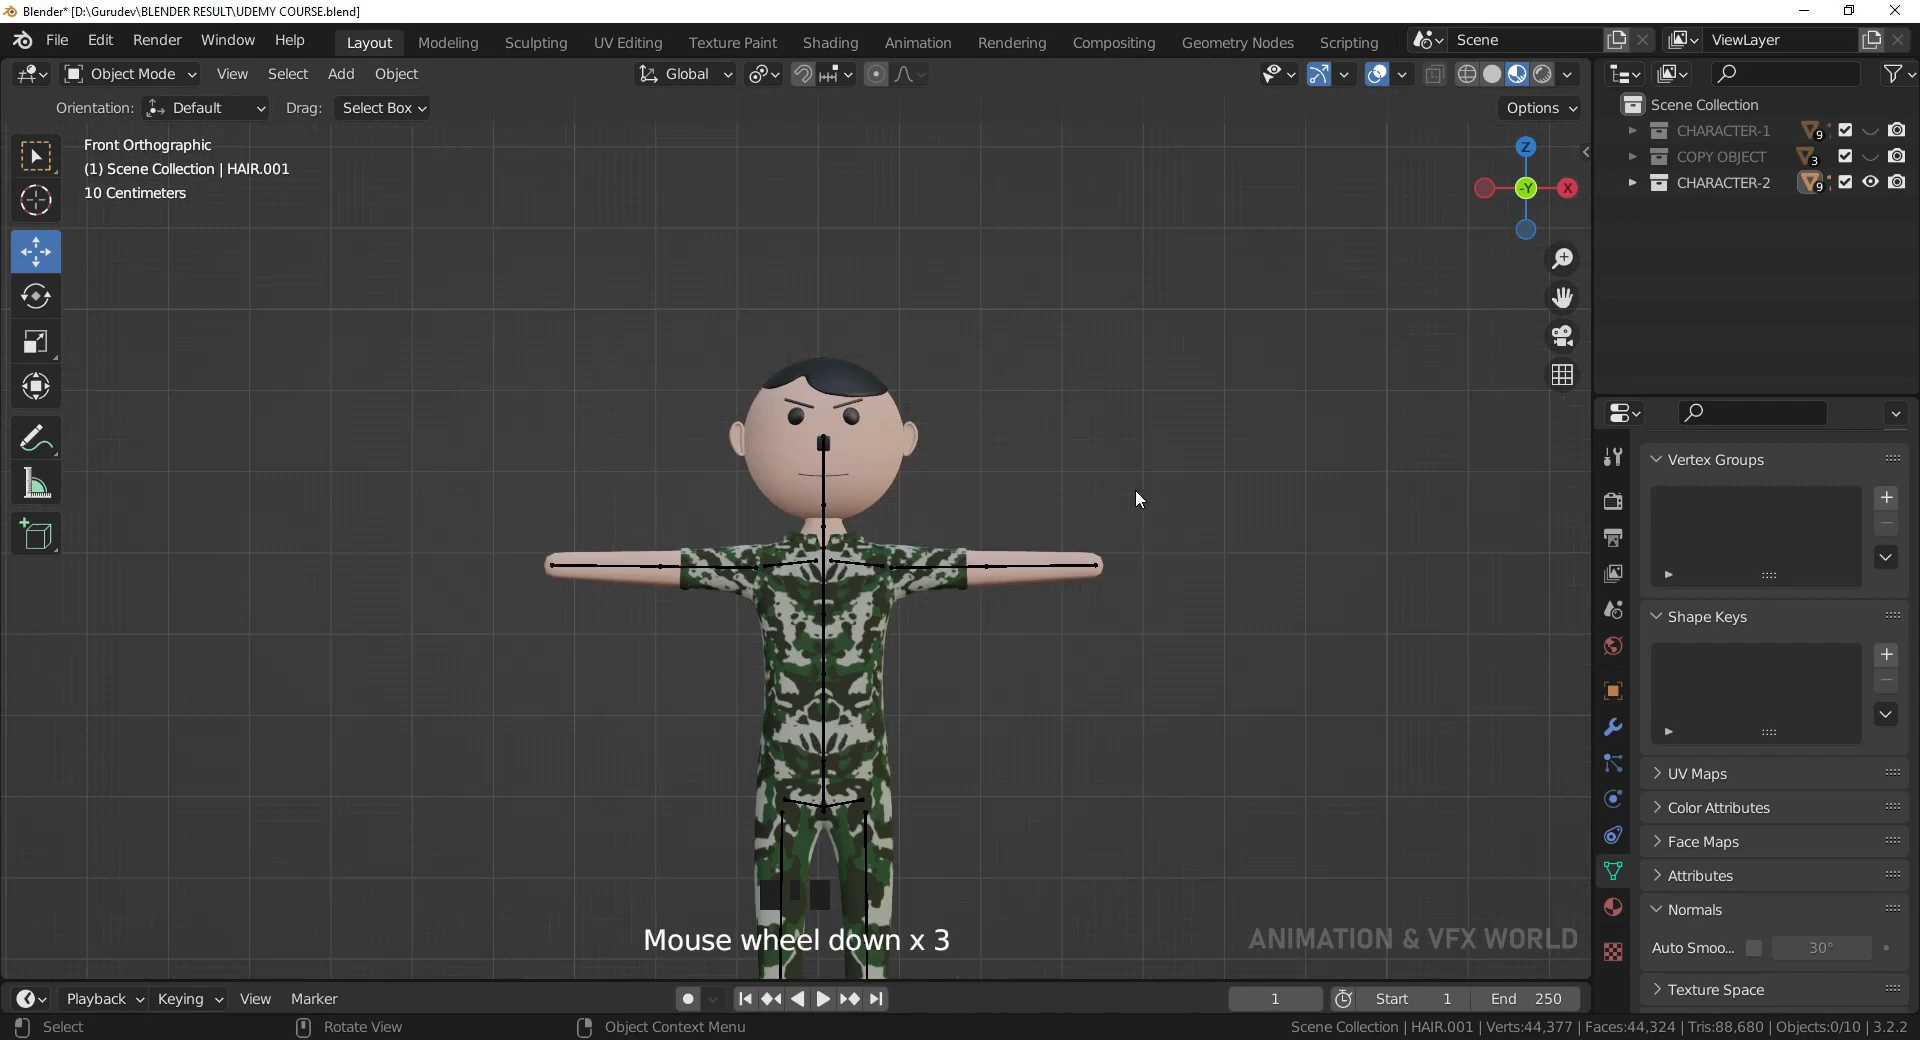 Blender* [D:\Gurudev\BLENDER RESULT\UDEMY COURSE.blend]
File Edit Render Window Help Layout Modeling Sculpting UV Editing Texture Paint Shading Animation Rendering Compositing Geometry Nodes Scripting Scene ViewLayer
Object Mode View Select Add Object Global
Orientation: Default Drag: Select Box Options
Front Orthographic
(1) Scene Collection | HAIR.001
10 Centimeters
Z
-Y X
Scene Collection
CHARACTER-1 9
COPY OBJECT 3
CHARACTER-2 9
Vertex Groups
Shape Keys
UV Maps
Color Attributes
Face Maps
Attributes
Normals
Auto Smoo... 30°
Texture Space
Mouse wheel down x 3
ANIMATION & VFX WORLD
Playback Keying View Marker 1 Start 1 End 250
Select Rotate View Object Context Menu Scene Collection | HAIR.001 | Verts:44,377 | Faces:44,324 | Tris:88,680 | Objects:0/10 | 3.2.2